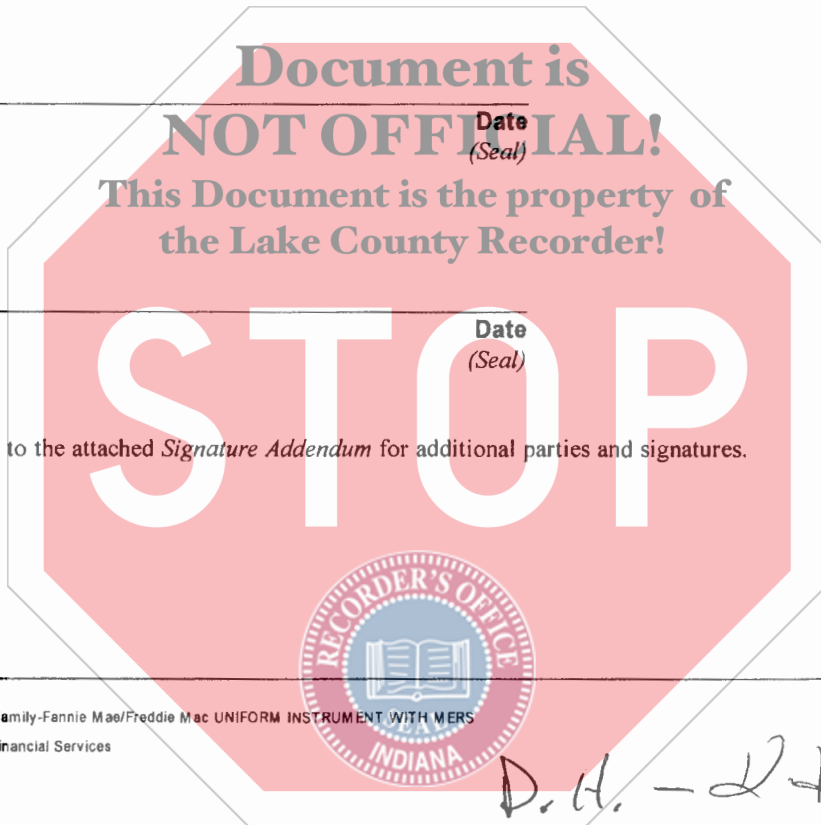 Document is
NOT OFFICIAL!
Date
(Seal)
This Document is the property of
the Lake County Recorder!
Date
(Seal)
STOP
to the attached Signature Addendum for additional parties and signatures.
RECORDER'S OFFICE
SEAL
INDIANA
amily-Fannie Mae/Freddie Mac UNIFORM INSTRUMENT WITH MERS
inancial Services
D.H. -